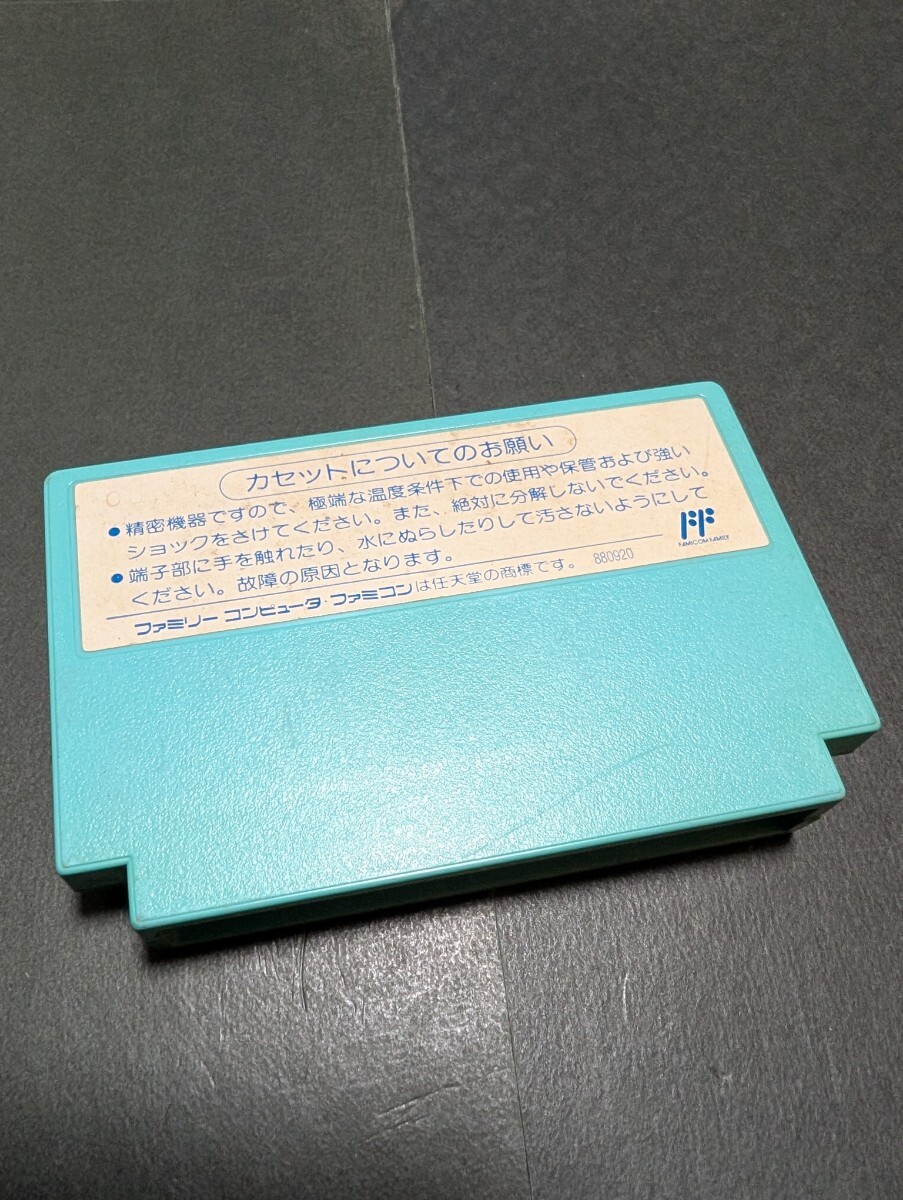 カセットについてのお願い
●精密機器ですので、極端な温度条件下での使用や保管および強い
ショックをさけてください。また、絶対に分解しないでください。
●端子部に手を触れたり、水にぬらしたりして汚さないようにして
ください。故障の原因となります。
FAMICOM FAMILY
ファミリー コンピュータ・ファミコンは任天堂の商標です。 880920